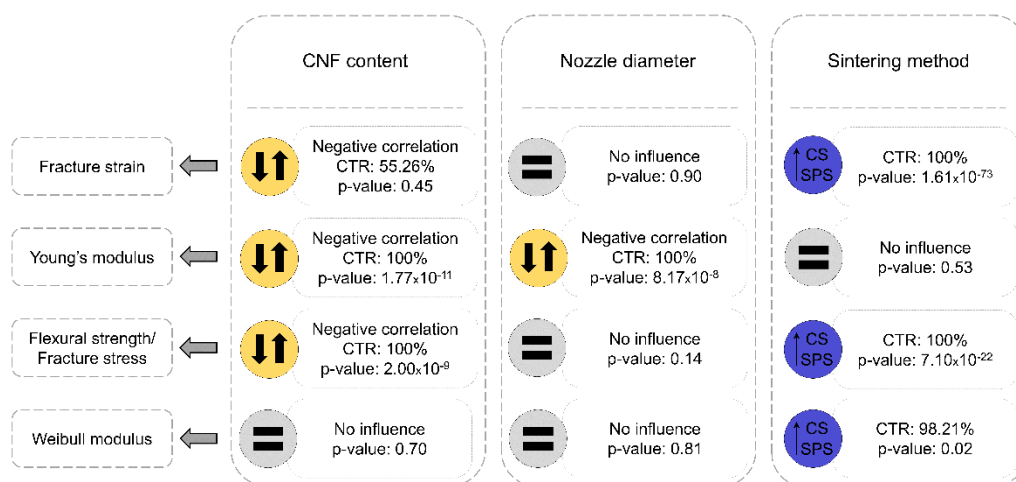 CNF content
Nozzle diameter
Sintering method
Fracture strain
Negative correlation
CTR: 55.26%
p-value: 0.45
No influence
p-value: 0.90
↑ CS
SPS
CTR: 100%
p-value: 1.61x10⁻⁷³
Young's modulus
Negative correlation
CTR: 100%
p-value: 1.77x10⁻¹¹
Negative correlation
CTR: 100%
p-value: 8.17x10⁻⁸
No influence
p-value: 0.53
Flexural strength/
Fracture stress
Negative correlation
CTR: 100%
p-value: 2.00x10⁻⁹
No influence
p-value: 0.14
↑ CS
SPS
CTR: 100%
p-value: 7.10x10⁻²²
Weibull modulus
No influence
p-value: 0.70
No influence
p-value: 0.81
↑ CS
SPS
CTR: 98.21%
p-value: 0.02